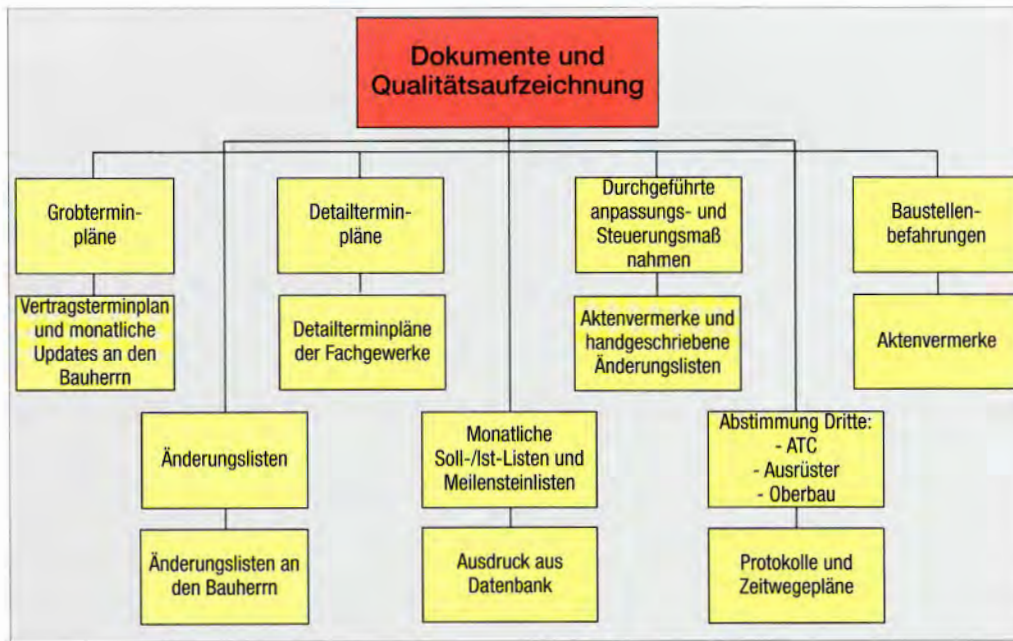 Dokumente und
Qualitätsaufzeichnung
Grobtermin-
pläne
Detailtermin-
pläne
Durchgeführte
anpassungs- und
Steuerungsmaß
nahmen
Baustellen-
befahrungen
Vertragsterminplan
und monatliche
Updates an den
Bauherrn
Detailterminpläne
der Fachgewerke
Aktenvermerke und
handgeschriebene
Änderungslisten
Aktenvermerke
Änderungslisten
Monatliche
Soll-/Ist-Listen und
Meilensteinlisten
Abstimmung Dritte:
- ATC
- Ausrüster
- Oberbau
Änderungslisten an
den Bauherrn
Ausdruck aus
Datenbank
Protokolle und
Zeitwegepläne